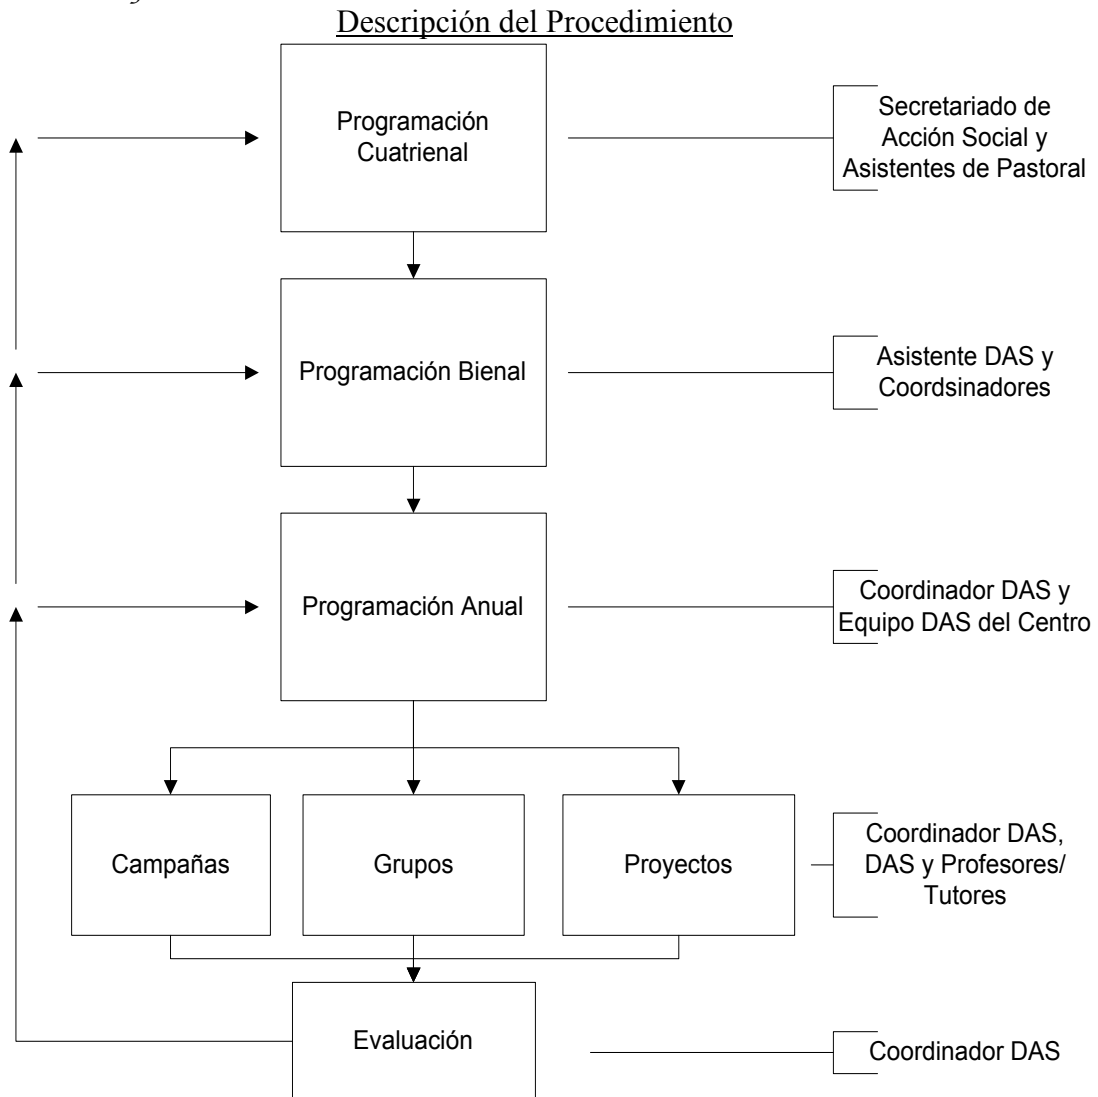 Descripción del Procedimiento
Programación
Cuatrienal
Secretariado de
Acción Social y
Asistentes de Pastoral
Programación Bienal
Asistente DAS y
Coordsinadores
Programación Anual
Coordinador DAS y
Equipo DAS del Centro
Campañas
Grupos
Proyectos
Coordinador DAS,
DAS y Profesores/
Tutores
Evaluación
Coordinador DAS